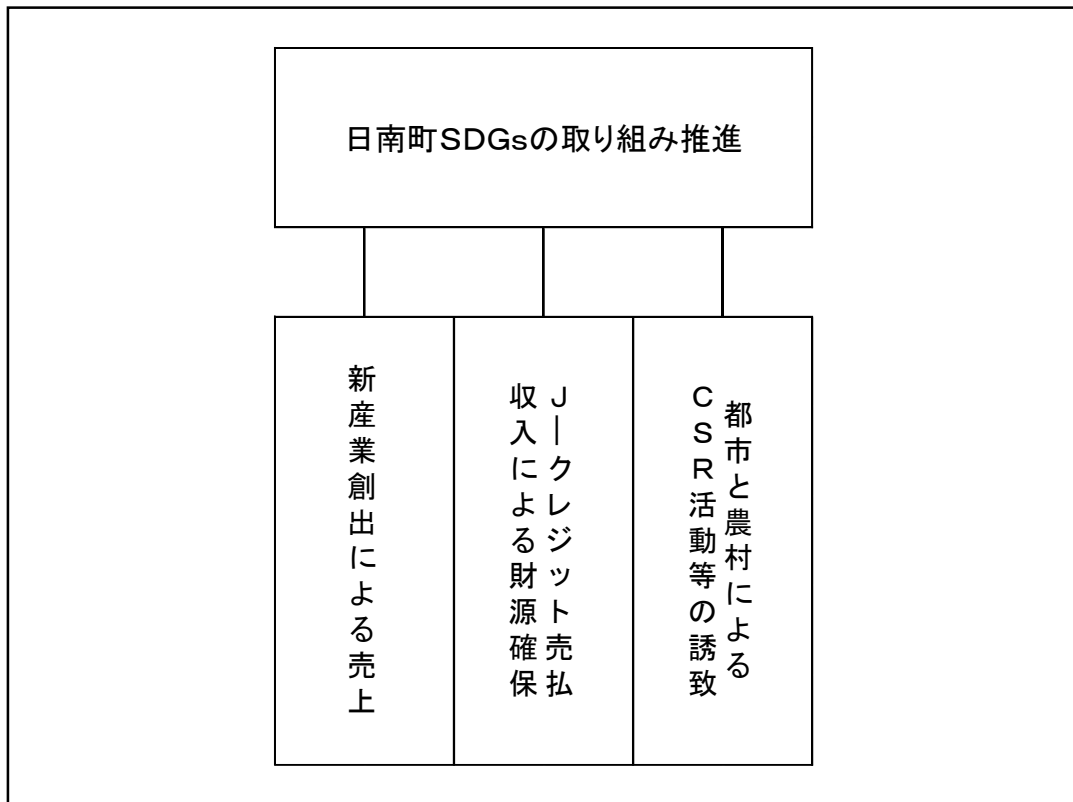 日南町ＳＤＧｓの取り組み推進
新産業創出による売上
Ｊ―クレジット売払
収入による財源確保
都市と農村による
ＣＳＲ活動等の誘致